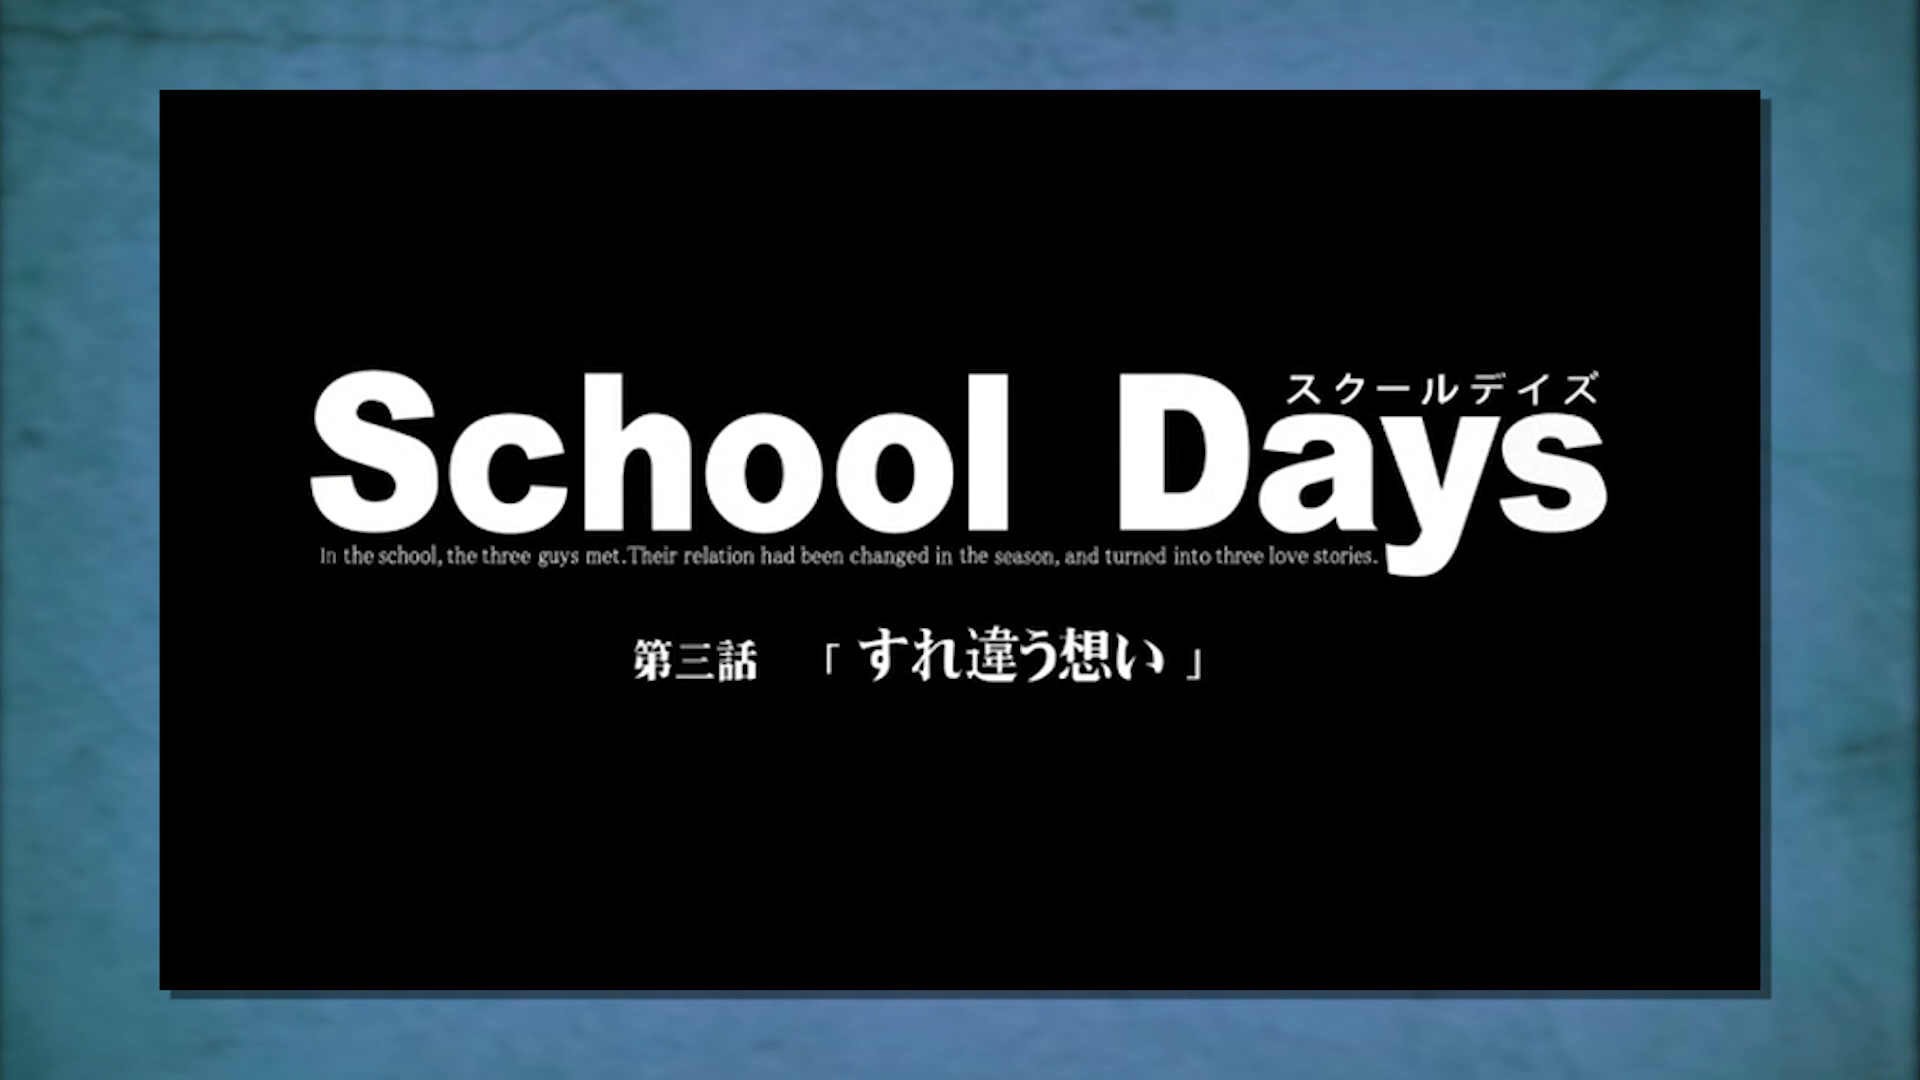 スクールデイズ
School Days
In the school, the three guys met.Their relation had been changed in the season, and turned into three love stories.
第三話 「すれ違う想い」